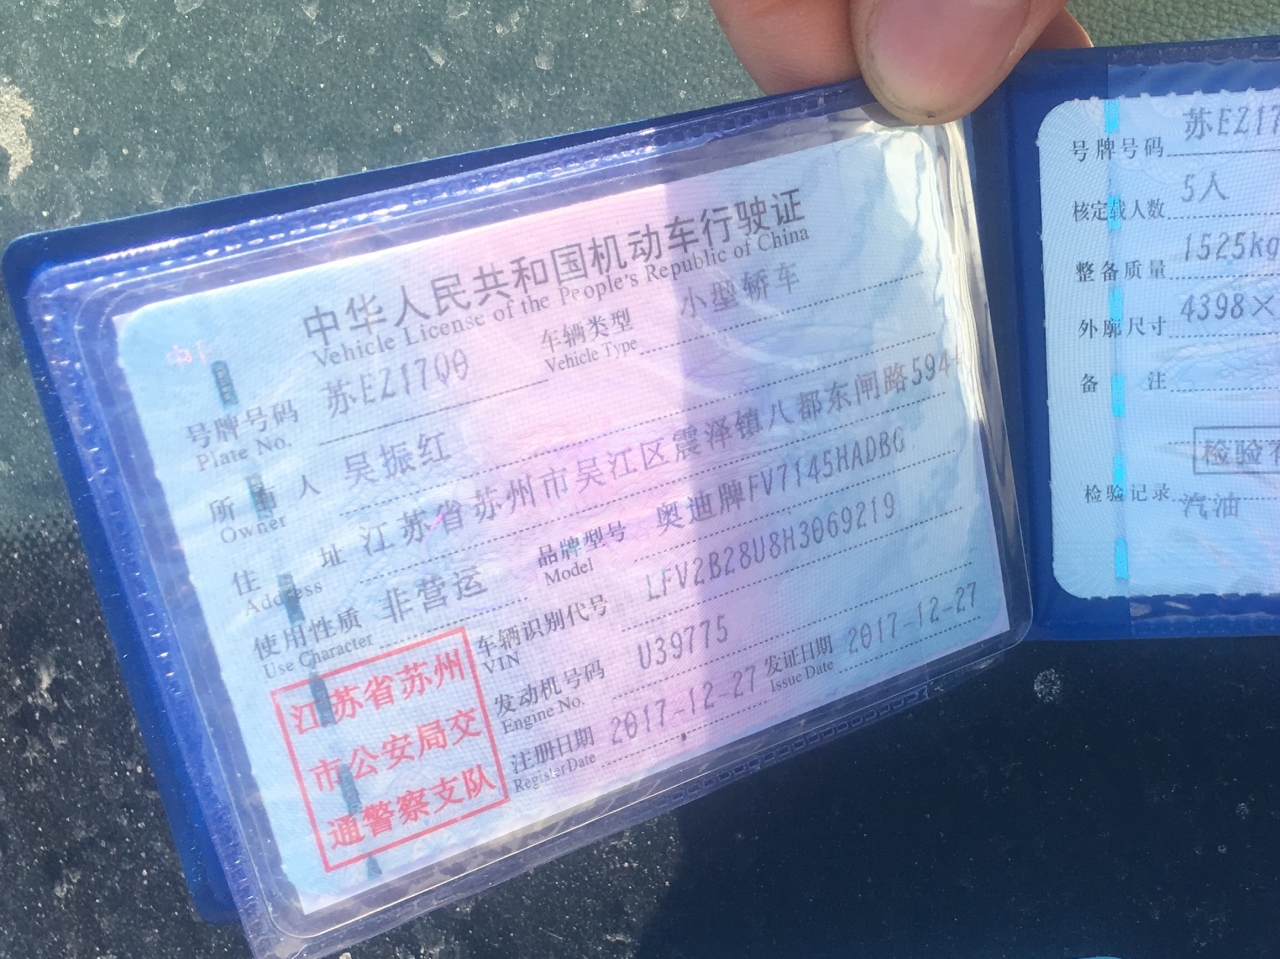 中华人民共和国机动车行驶证
Vehicle License of the People's Republic of China
号牌号码 苏EZ17Q0 车辆类型 小型轿车
Plate No. Vehicle Type
所有人 吴振红
Owner
住址 江苏省苏州市吴江区震泽镇八都东闸路594
Address
使用性质 非营运 品牌型号 奥迪牌FV7145HADBG
Use Character Model
车辆识别代号 LFV2B28U8H3069219
VIN
发动机号码 U39775
Engine No.
注册日期 2017-12-27 发证日期 2017-12-27
Register Date Issue Date
江苏省苏州
市公安局交
通警察支队
号牌号码 苏EZ17
核定载人数 5人
整备质量 1525kg
外廓尺寸 4398×
备注
检验有
检验记录 汽油